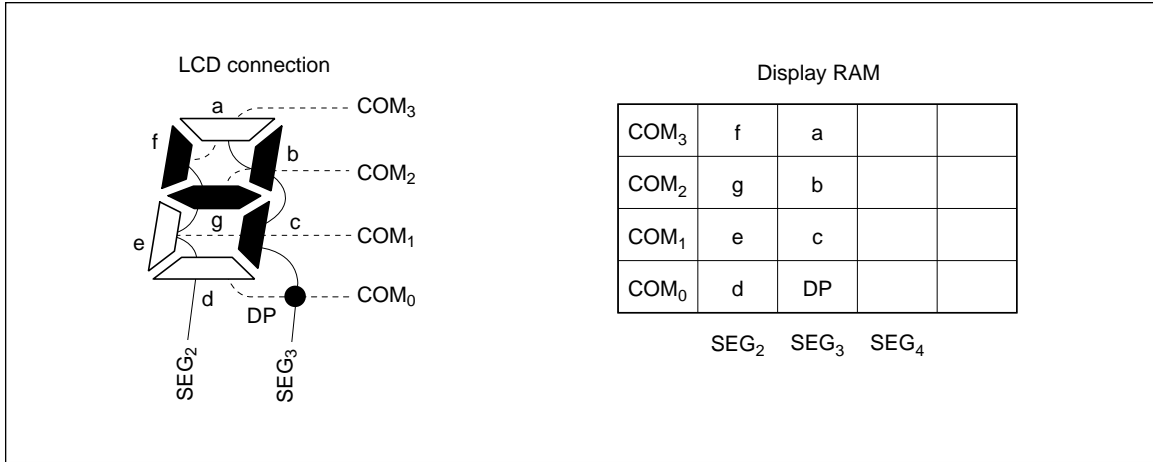 LCD connection
a
COM₃
f
b
COM₂
g
c
COM₁
e
d
DP
COM₀
SEG₂
SEG₃
Display RAM
COM₃ f a
COM₂ g b
COM₁ e c
COM₀ d DP
SEG₂ SEG₃ SEG₄